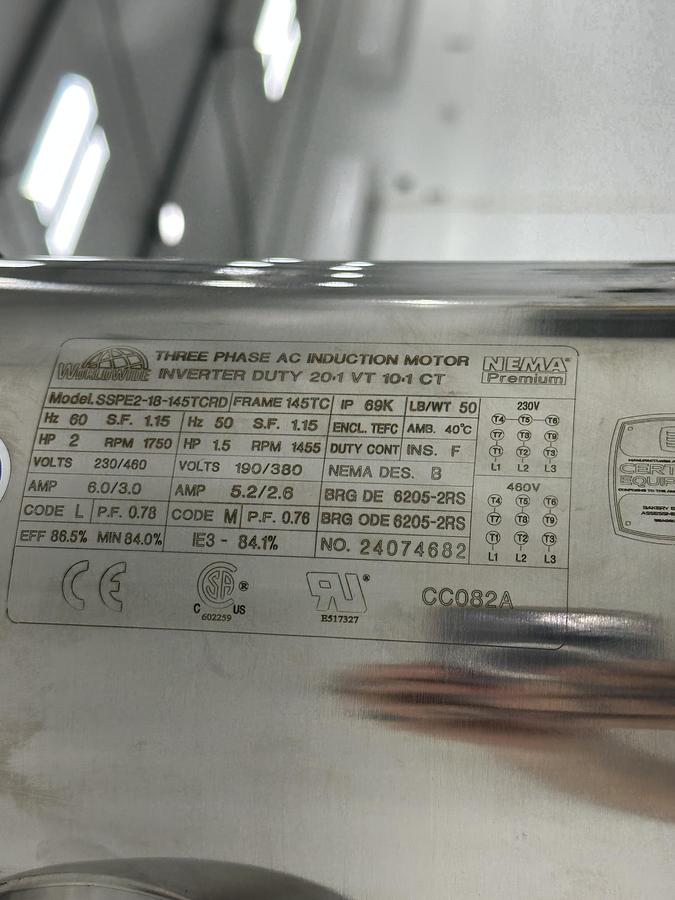 WORLDWIDE
THREE PHASE AC INDUCTION MOTOR
INVERTER DUTY 20·1 VT 10·1 CT
NEMA®
Premium
Model.SSPE2-18-145TCRD FRAME 145TC IP 69K LB/WT 50
Hz 60 S.F. 1.15 Hz 50 S.F. 1.15 ENCL. TEFC AMB. 40°C
HP 2 RPM 1750 HP 1.5 RPM 1455 DUTY CONT INS. F
VOLTS 230/460 VOLTS 190/380 NEMA DES. B
AMP 6.0/3.0 AMP 5.2/2.6 BRG DE 6205-2RS
CODE L P.F. 0.78 CODE M P.F. 0.76 BRG ODE 6205-2RS
EFF 86.5% MIN 84.0% IE3 - 84.1% NO. 24074682
230V
T4 T5 T6
T7 T8 T9
T1 T2 T3
L1 L2 L3
460V
T4 T5 T6
T7 T8 T9
T1 T2 T3
L1 L2 L3
CE
SA ®
C US
602259
RU ®
E517327
CC082A
CERT
EQUIP